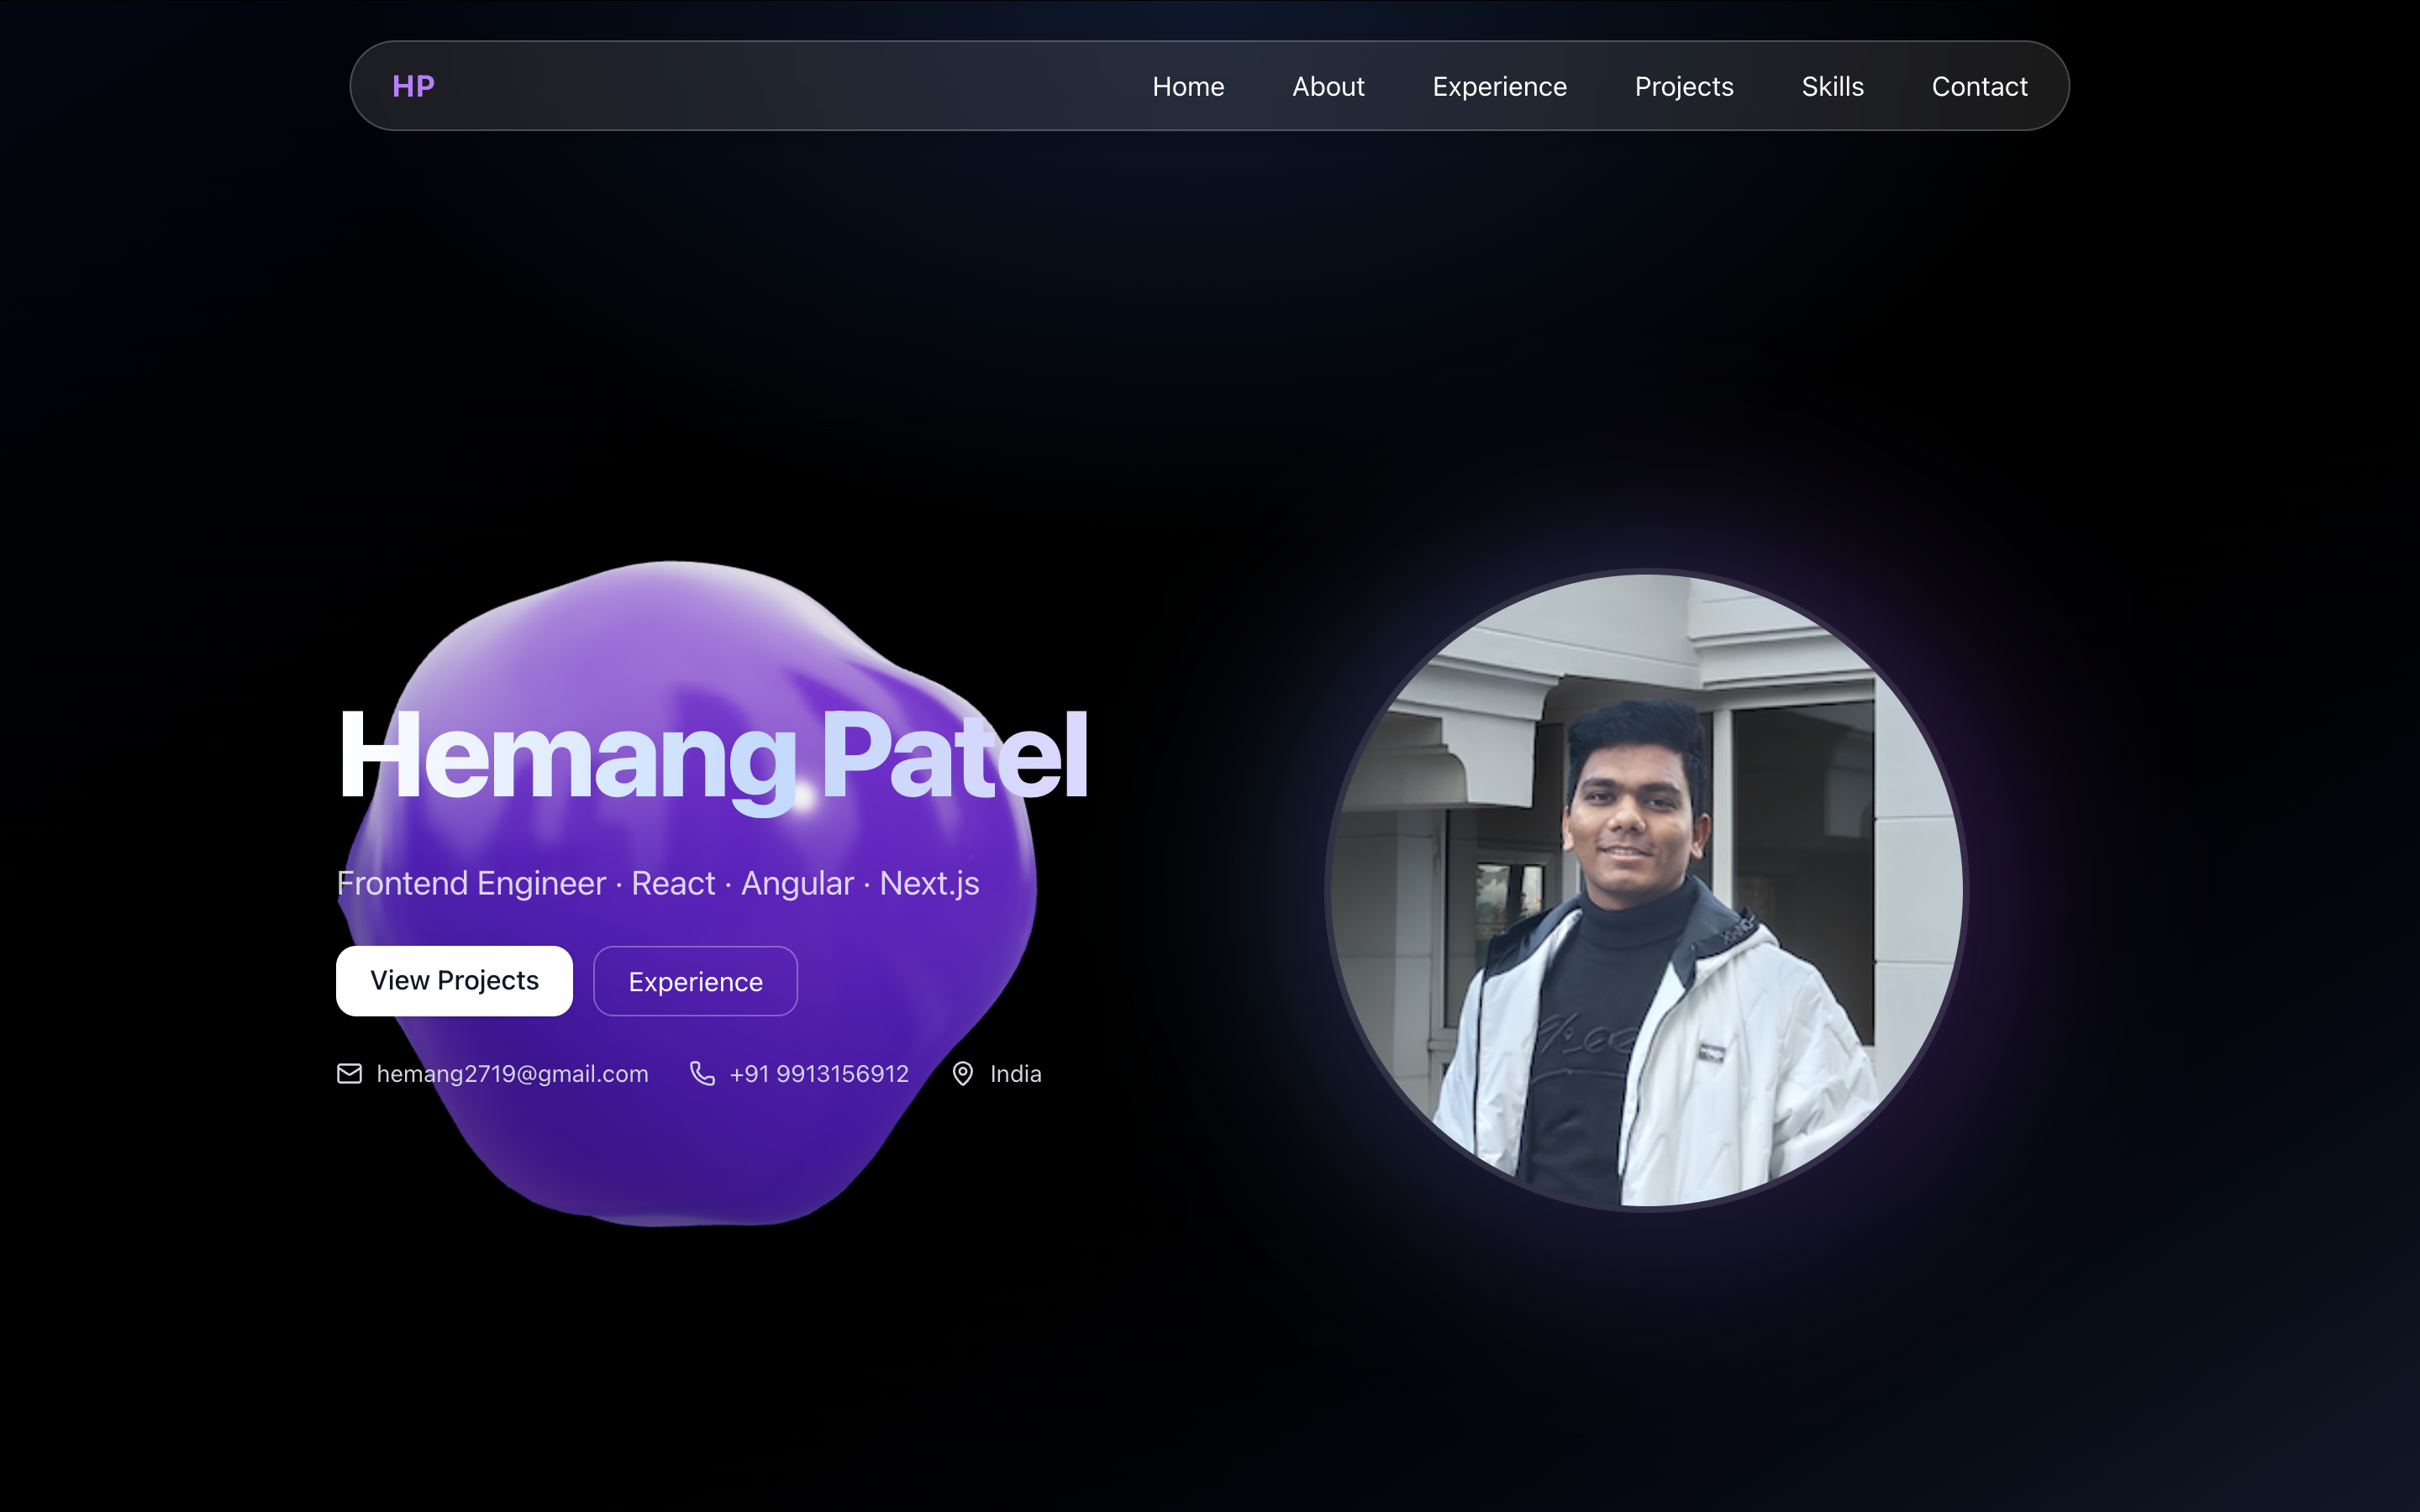 HP Home About Experience Projects Skills Contact
Hemang Patel
Frontend Engineer · React · Angular · Next.js
View Projects Experience
hemang2719@gmail.com +91 9913156912 India